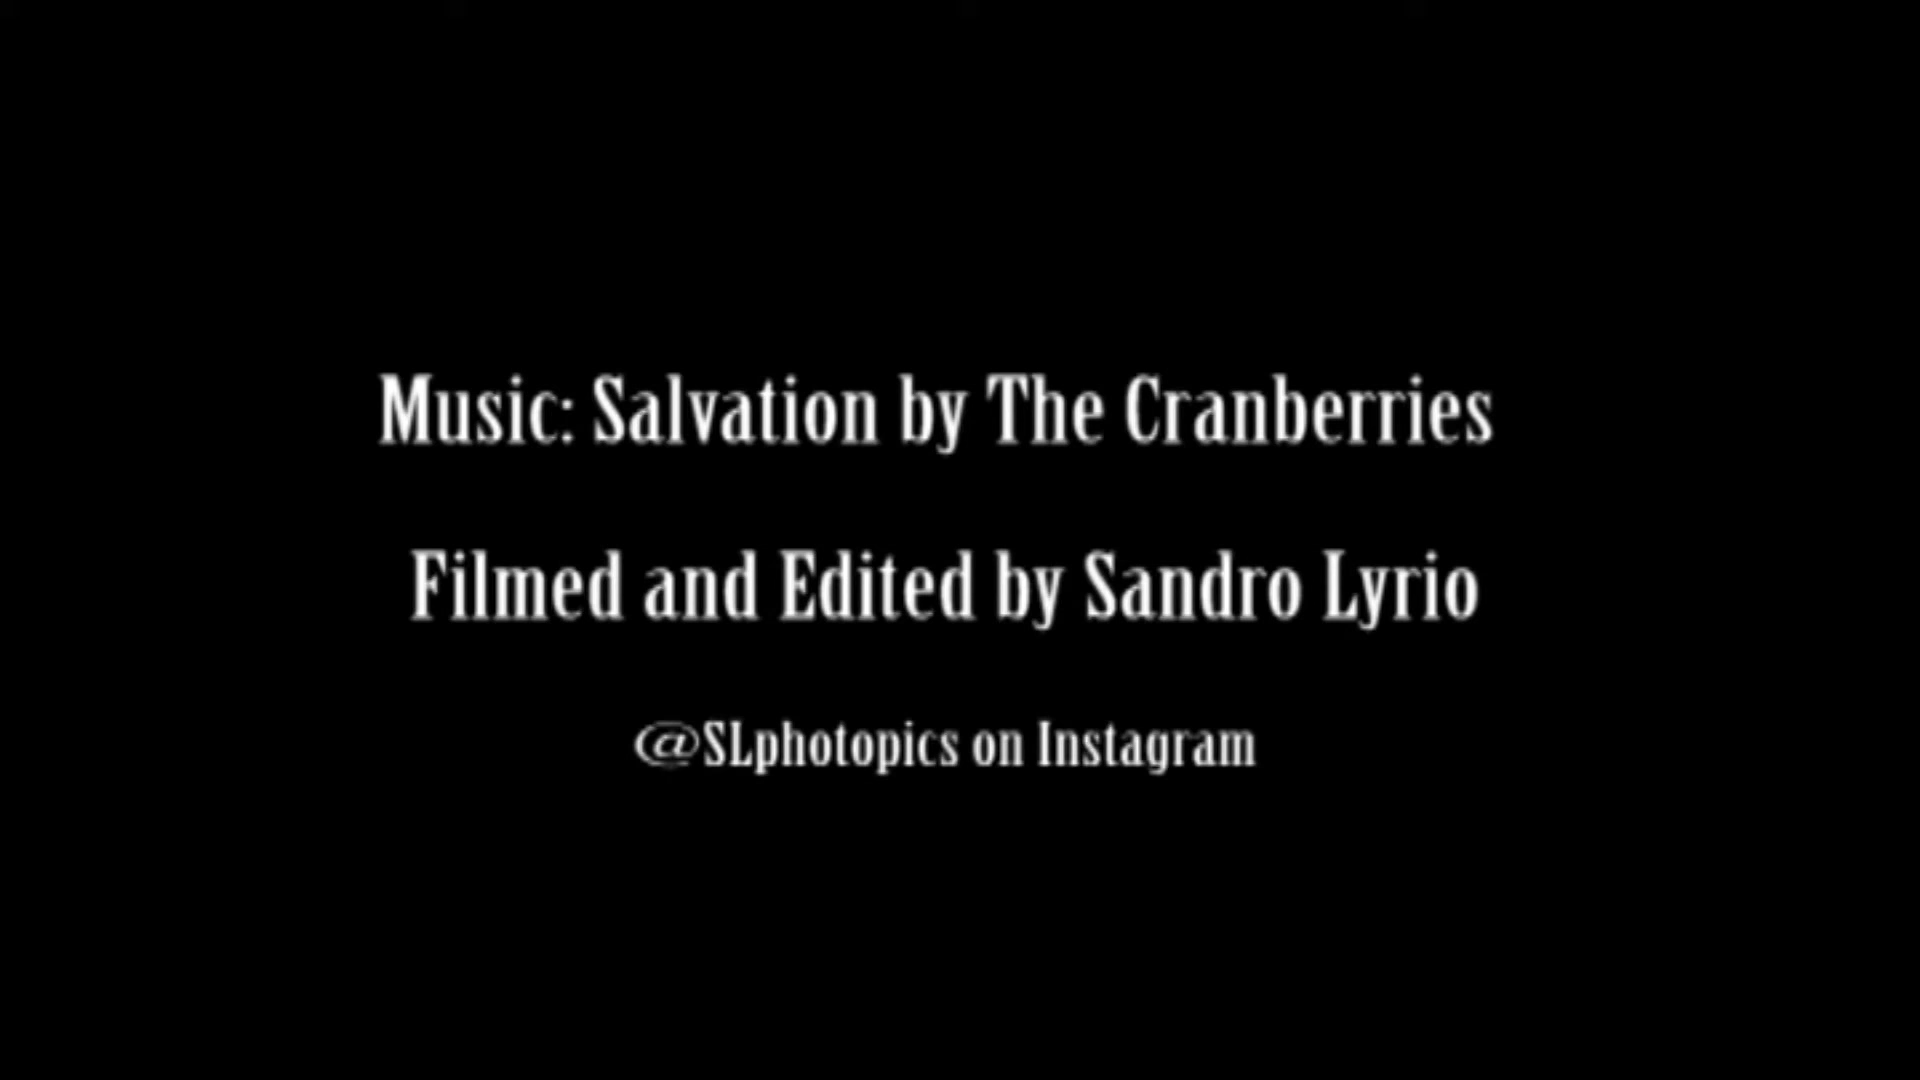 Music: Salvation by The Cranberries
Filmed and Edited by Sandro Lyrio
@SLphotopics on Instagram